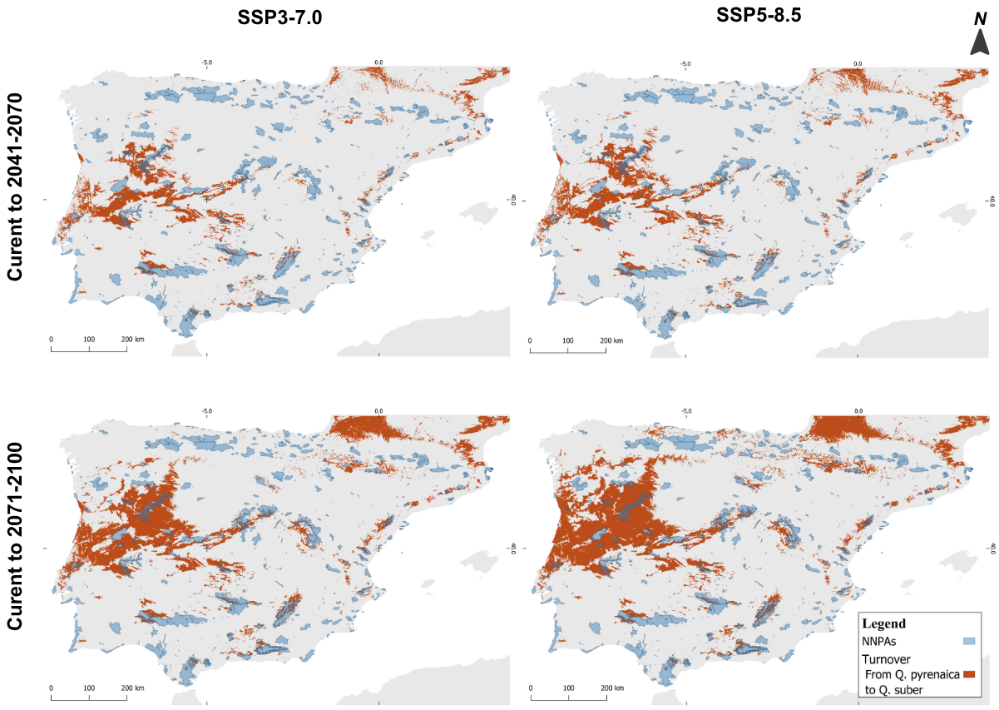 SSP3-7.0
SSP5-8.5
N
Curent to 2041-2070
-5.0
0.0
40.0
0
100
200 km
-5.0
0.0
40.0
0
100
200 km
Curent to 2071-2100
-5.0
0.0
40.0
0
100
200 km
-5.0
0.0
40.0
0
100
200 km
Legend
NNPAs
Turnover
From Q. pyrenaica
to Q. suber